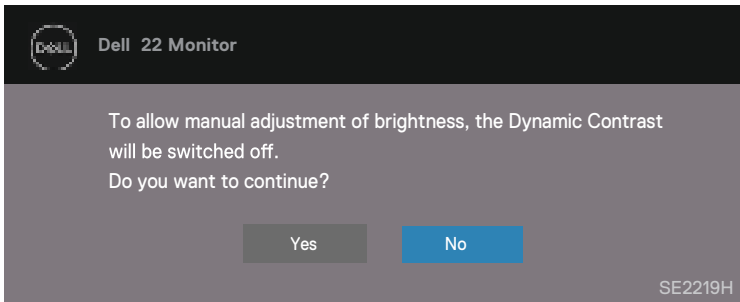 DELL Dell 22 Monitor
To allow manual adjustment of brightness, the Dynamic Contrast
will be switched off.
Do you want to continue?
Yes No
SE2219H